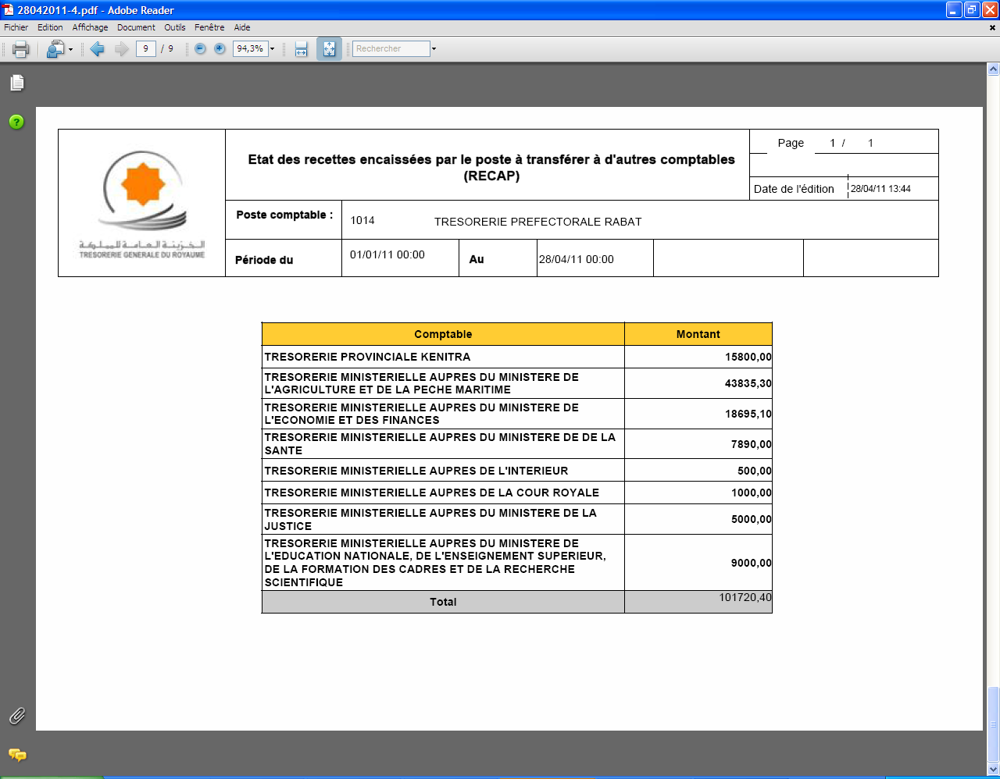 28042011-4.pdf - Adobe Reader
Fichier Edition Affichage Document Outils Fenêtre Aide
9 / 9 94,3% Rechercher
Etat des recettes encaissées par le poste à transférer à d'autres comptables
(RECAP)
Page 1 / 1
Date de l'édition 28/04/11 13:44
الخزينة العامة للمملكة
TRESORERIE GENERALE DU ROYAUME
Poste comptable : 1014 TRESORERIE PREFECTORALE RABAT
Période du 01/01/11 00:00 Au 28/04/11 00:00
Comptable Montant
TRESORERIE PROVINCIALE KENITRA 15800,00
TRESORERIE MINISTERIELLE AUPRES DU MINISTERE DE
L'AGRICULTURE ET DE LA PECHE MARITIME 43835,30
TRESORERIE MINISTERIELLE AUPRES DU MINISTERE DE
L'ECONOMIE ET DES FINANCES 18695,10
TRESORERIE MINISTERIELLE AUPRES DU MINISTERE DE DE LA
SANTE 7890,00
TRESORERIE MINISTERIELLE AUPRES DE L'INTERIEUR 500,00
TRESORERIE MINISTERIELLE AUPRES DE LA COUR ROYALE 1000,00
TRESORERIE MINISTERIELLE AUPRES DU MINISTERE DE LA
JUSTICE 5000,00
TRESORERIE MINISTERIELLE AUPRES DU MINISTERE DE
L'EDUCATION NATIONALE, DE L'ENSEIGNEMENT SUPERIEUR,
DE LA FORMATION DES CADRES ET DE LA RECHERCHE
SCIENTIFIQUE 9000,00
Total 101720,40